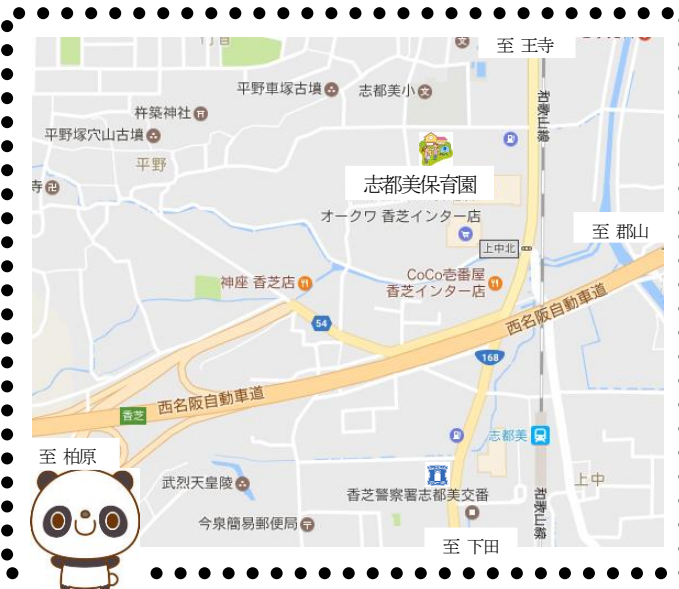 至 王寺
平野車塚古墳
志都美小
文
文
杵築神社
平野塚穴山古墳
平野
寺
卍
和歌山線
志都美保育園
オークワ 香芝インター店
至 郡山
上中北
神座 香芝店
CoCo壱番屋
香芝インター店
54
西名阪自動車道
168
西名阪自動車道
香芝
志都美
至 柏原
武烈天皇陵
上中
香芝警察署志都美交番
和歌山線
今泉簡易郵便局
〒
至 下田